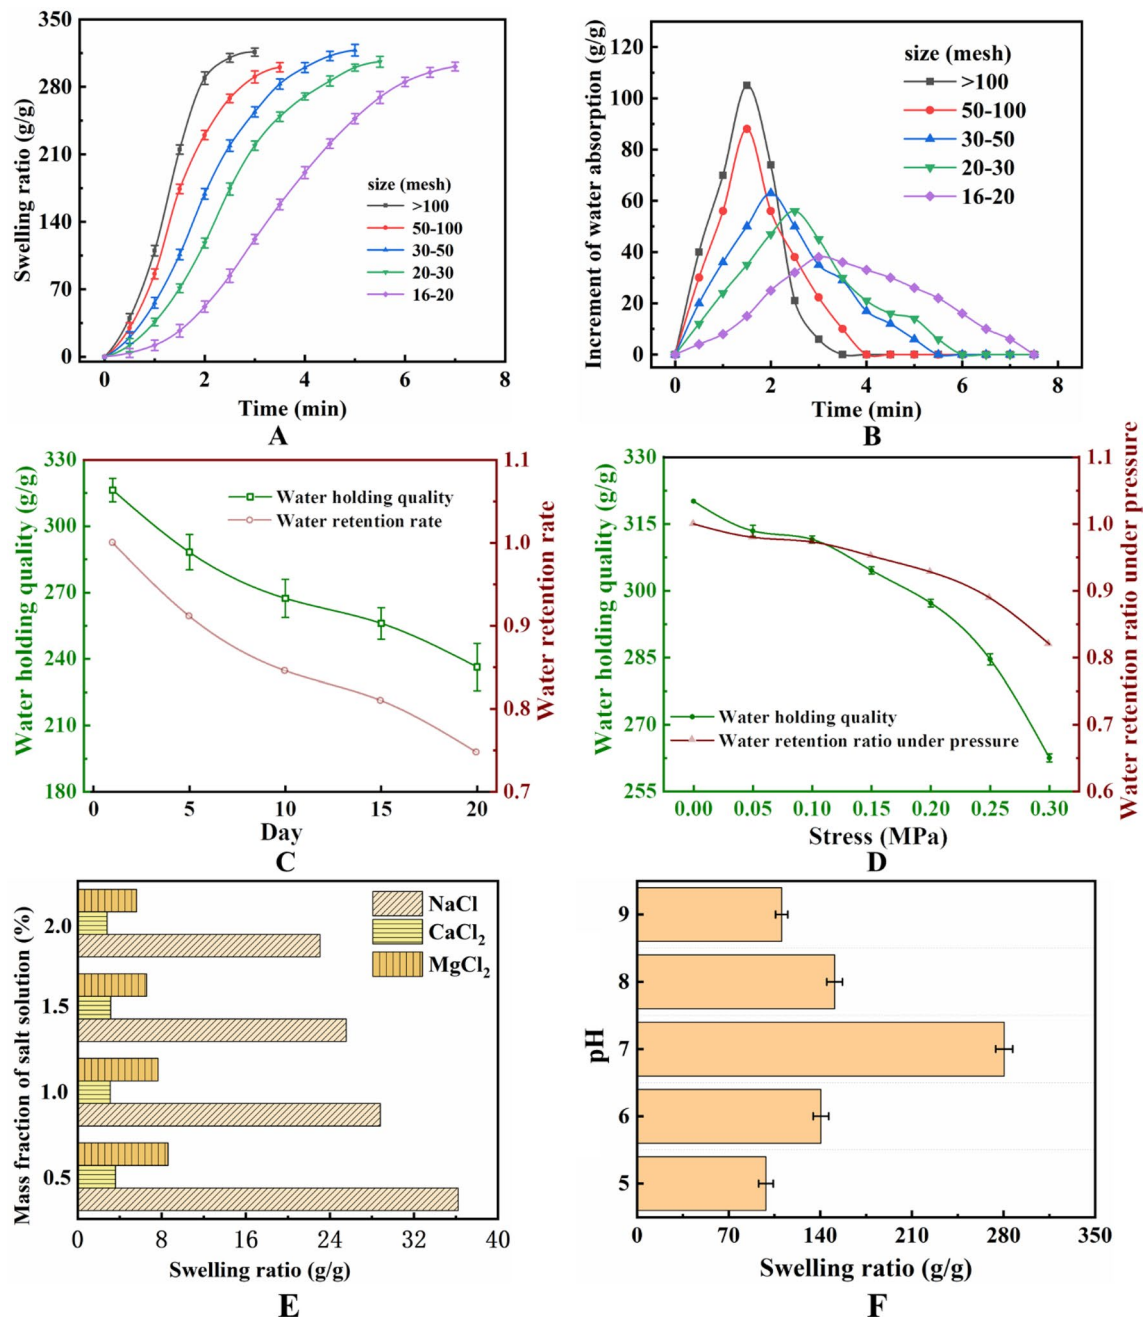 350
280
210
140
70
0
Swelling ratio (g/g)
size (mesh)
>100
50-100
30-50
20-30
16-20
0 2 4 6 8
Time (min)
A
120
100
80
60
40
20
0
Increment of water absorption (g/g)
size (mesh)
>100
50-100
30-50
20-30
16-20
0 2 4 6 8
Time (min)
B
330
300
270
240
210
180
Water holding quality (g/g)
Water holding quality
Water retention rate
1.1
1.0
0.9
0.8
0.7
Water retention rate
0 5 10 15 20
Day
C
330
315
300
285
270
255
Water holding quality (g/g)
Water holding quality
Water retention ratio under pressure
1.1
1.0
0.9
0.8
0.7
0.6
Water retention ratio under pressure
0.00 0.05 0.10 0.15 0.20 0.25 0.30
Stress (MPa)
D
Mass fraction of salt solution (%)
2.0
1.5
1.0
0.5
NaCl
CaCl2
MgCl2
0 8 16 24 32 40
Swelling ratio (g/g)
E
pH
9
8
7
6
5
0 70 140 210 280 350
Swelling ratio (g/g)
F